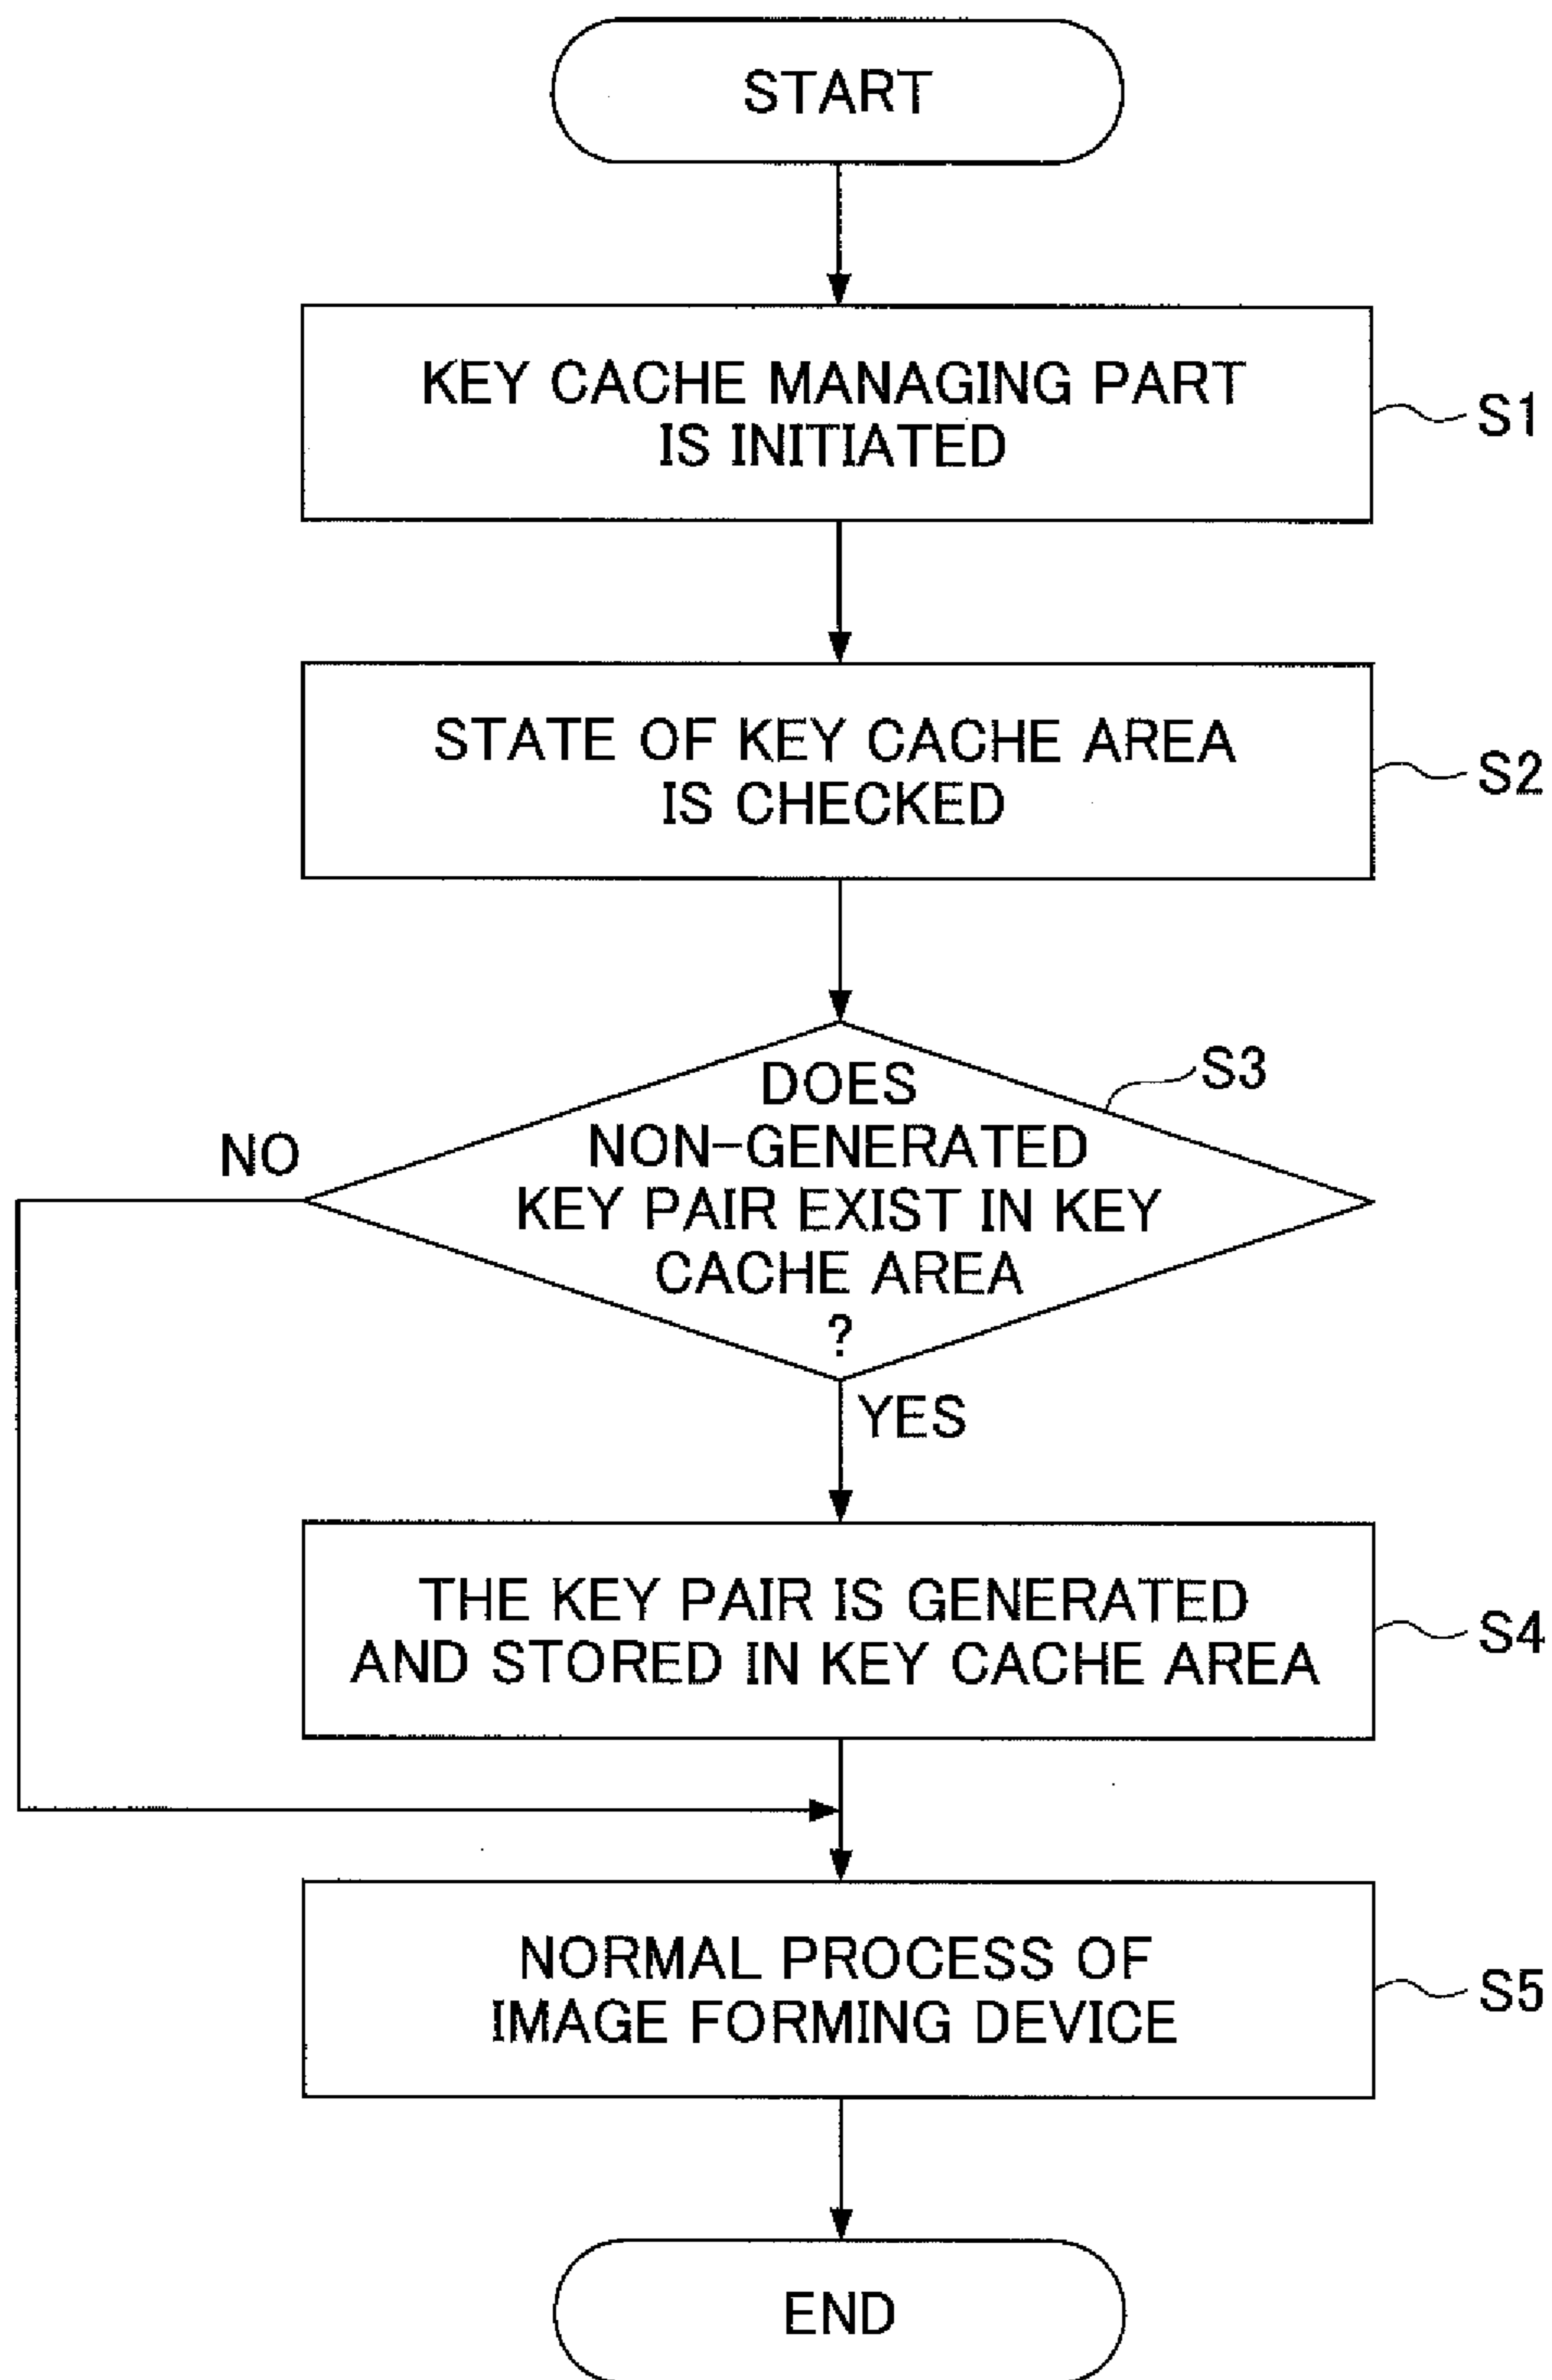 START
KEY CACHE MANAGING PART
IS INITIATED
S1
STATE OF KEY CACHE AREA
IS CHECKED
S2
DOES
NON-GENERATED
KEY PAIR EXIST IN KEY
CACHE AREA
?
S3
NO
YES
THE KEY PAIR IS GENERATED
AND STORED IN KEY CACHE AREA
S4
NORMAL PROCESS OF
IMAGE FORMING DEVICE
S5
END